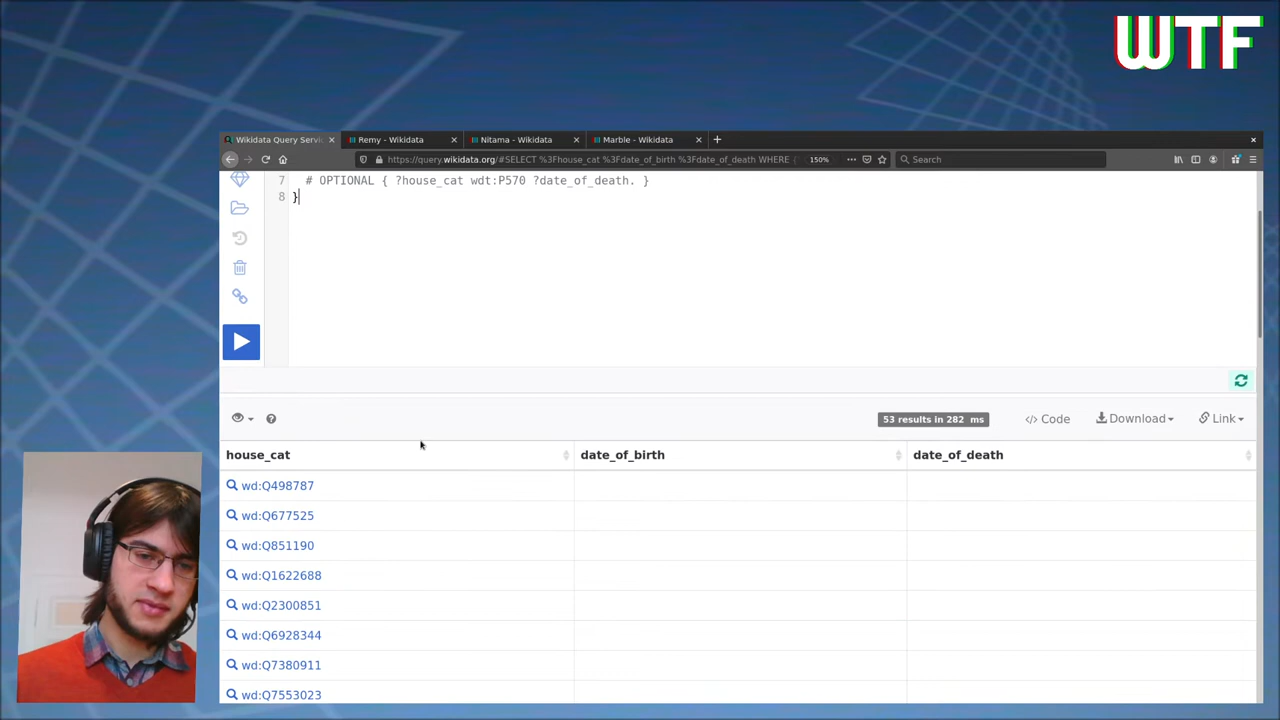 WTF
Wikidata Query Servic
Remy - Wikidata
Nitama - Wikidata
Marble - Wikidata
https://query.wikidata.org/#SELECT %3Fhouse_cat %3Fdate_of_birth %3Fdate_of_death WHERE {
150%
Search
7 # OPTIONAL { ?house_cat wdt:P570 ?date_of_death. }
8 }
53 results in 282 ms
</> Code
Download
Link
house_cat date_of_birth date_of_death
wd:Q498787
wd:Q677525
wd:Q851190
wd:Q1622688
wd:Q2300851
wd:Q6928344
wd:Q7380911
wd:Q7553023